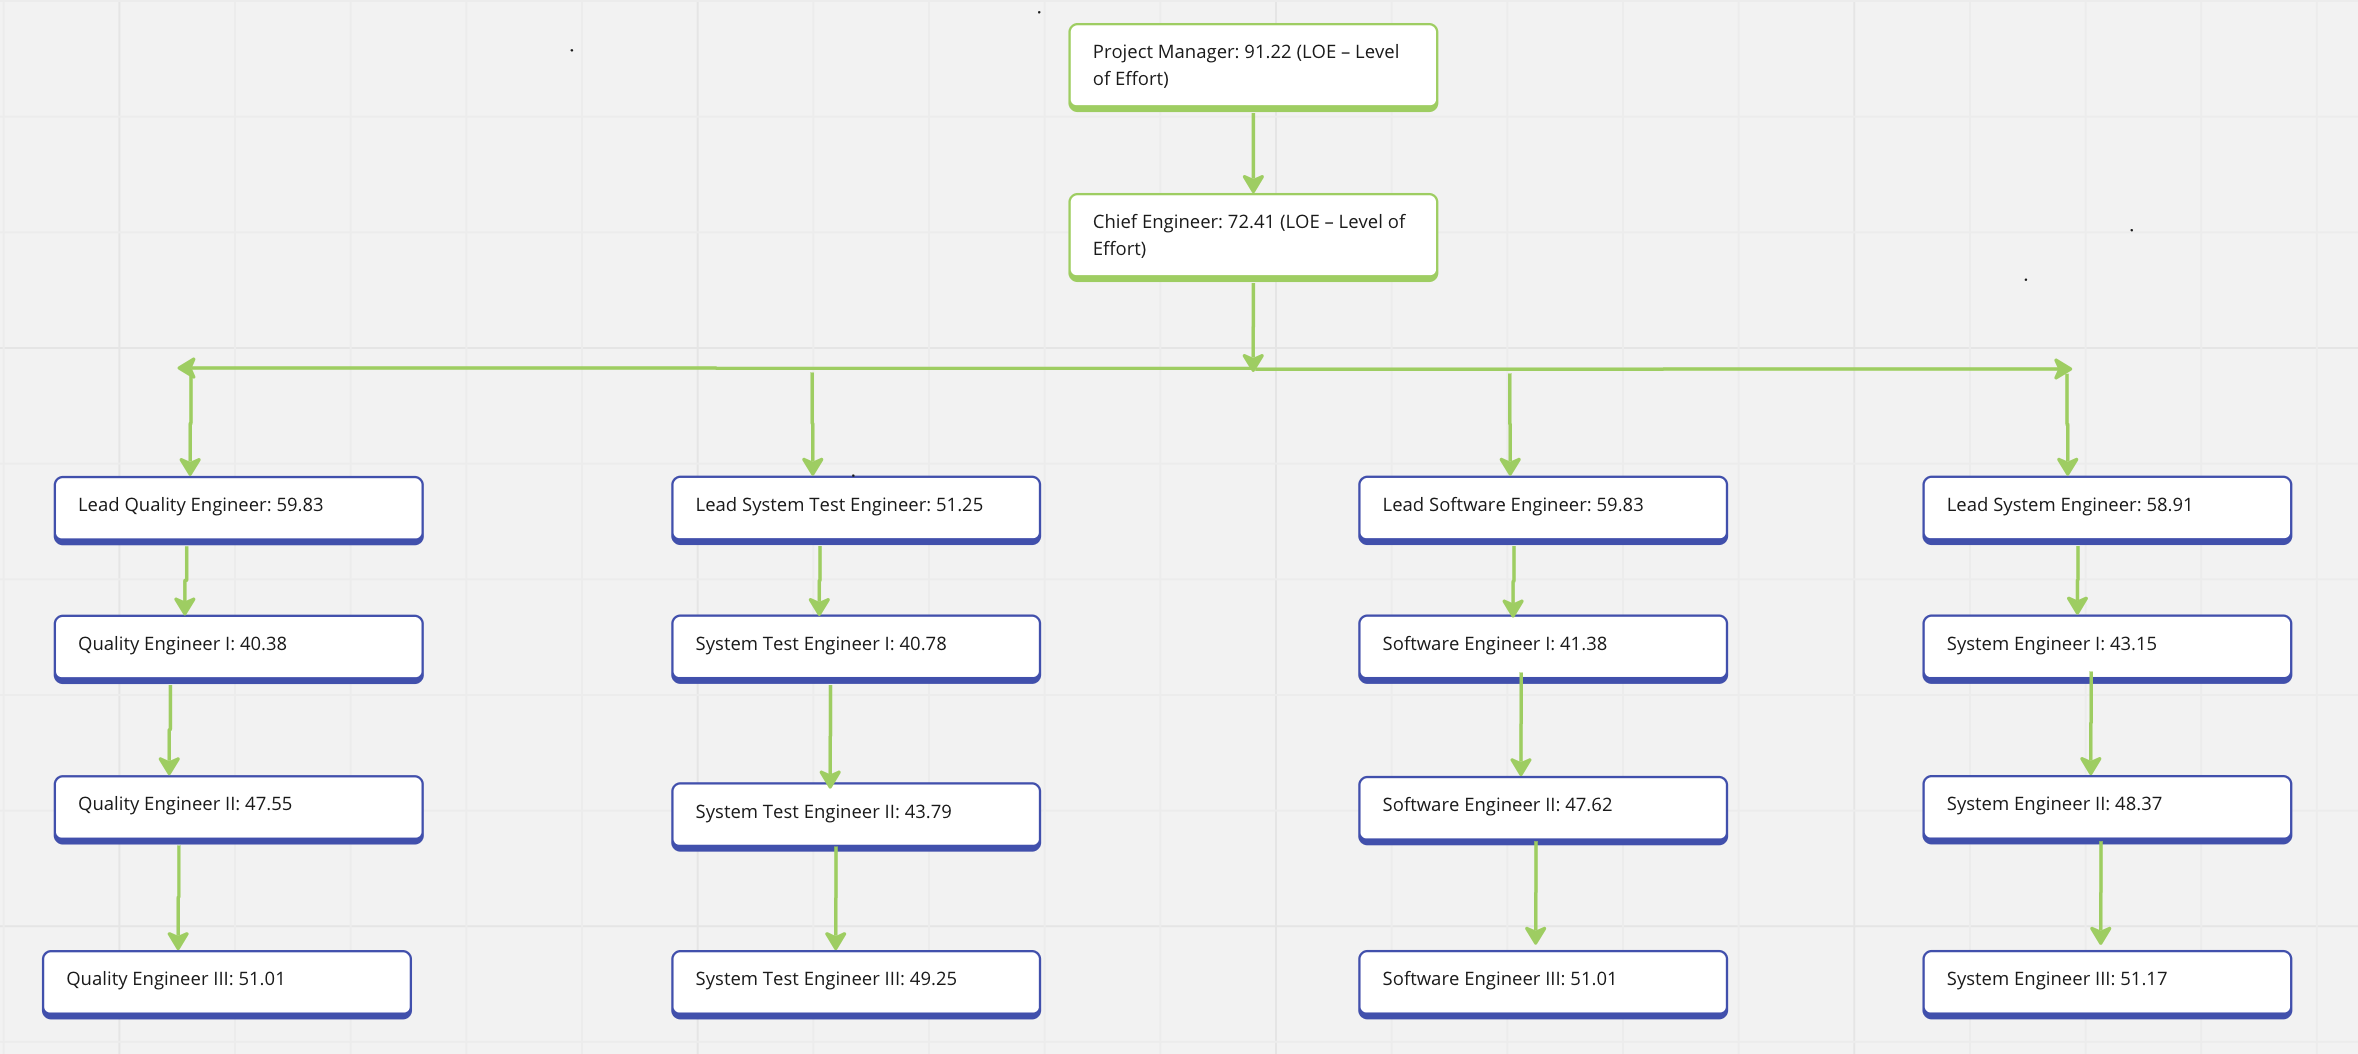 Project Manager: 91.22 (LOE – Level
of Effort)
Chief Engineer: 72.41 (LOE – Level of
Effort)
Lead Quality Engineer: 59.83
Lead System Test Engineer: 51.25
Lead Software Engineer: 59.83
Lead System Engineer: 58.91
Quality Engineer I: 40.38
System Test Engineer I: 40.78
Software Engineer I: 41.38
System Engineer I: 43.15
Quality Engineer II: 47.55
System Test Engineer II: 43.79
Software Engineer II: 47.62
System Engineer II: 48.37
Quality Engineer III: 51.01
System Test Engineer III: 49.25
Software Engineer III: 51.01
System Engineer III: 51.17